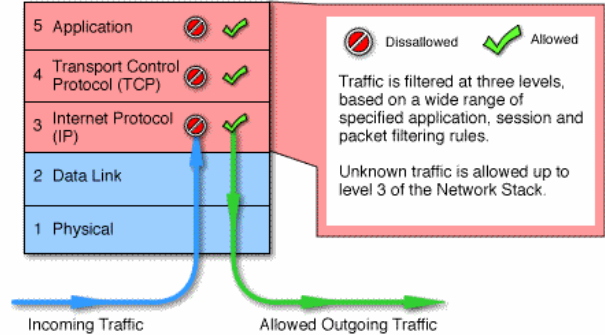 5 Application
4 Transport Control
Protocol (TCP)
3 Internet Protocol
(IP)
2 Data Link
1 Physical
Dissallowed
Allowed
Traffic is filtered at three levels,
based on a wide range of
specified application, session and
packet filtering rules.
Unknown traffic is allowed up to
level 3 of the Network Stack.
Incoming Traffic
Allowed Outgoing Traffic